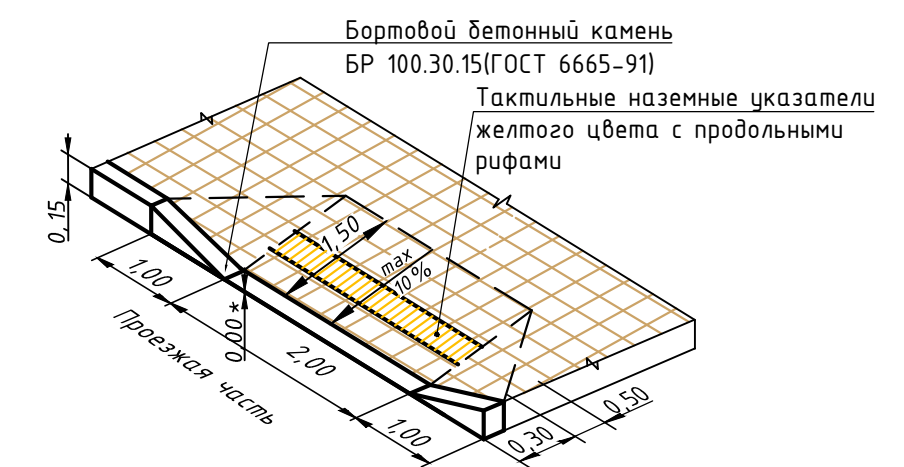 Бортовой бетонный камень
БР 100.30.15(ГОСТ 6665-91)
Тактильные наземные указатели
желтого цвета с продольными
рифами
0,15
1,50
max
10%
1,00
0,00*
Проезжая часть
2,00
1,00
0,30
0,50